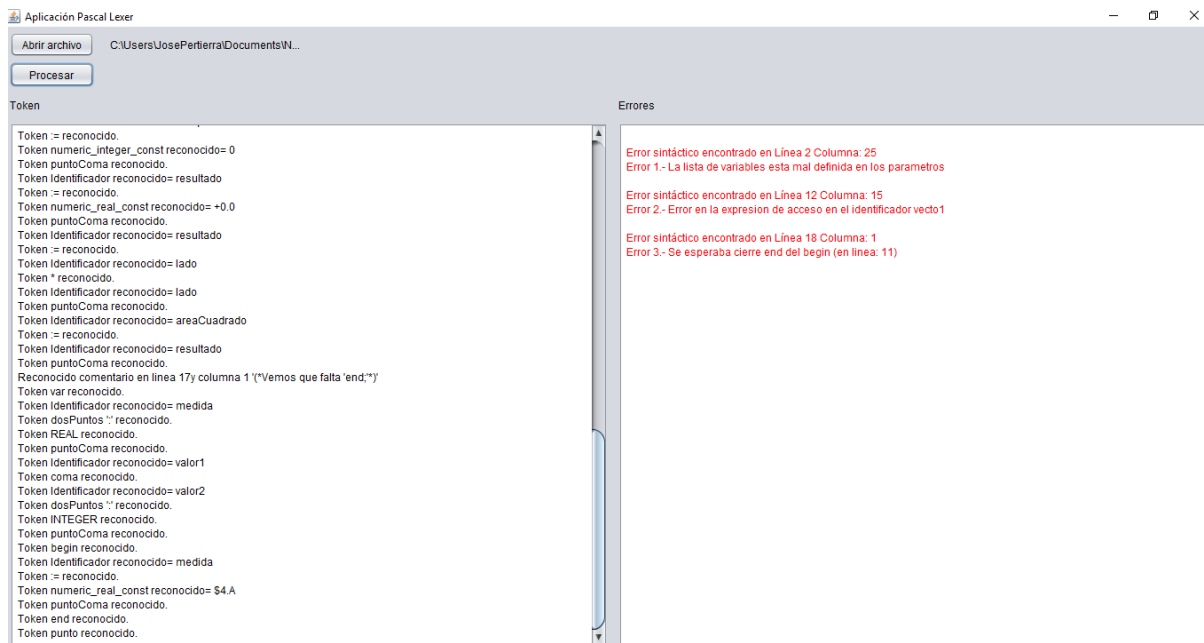 Aplicación Pascal Lexer
Abrir archivo C:\Users\JosePertierra\Documents\N...
Procesar
Token
Token := reconocido.
Token numeric_integer_const reconocido= 0
Token puntoComa reconocido.
Token Identificador reconocido= resultado
Token := reconocido.
Token numeric_real_const reconocido= +0.0
Token puntoComa reconocido.
Token Identificador reconocido= resultado
Token := reconocido.
Token Identificador reconocido= lado
Token * reconocido.
Token Identificador reconocido= lado
Token puntoComa reconocido.
Token Identificador reconocido= areaCuadrado
Token := reconocido.
Token Identificador reconocido= resultado
Token puntoComa reconocido.
Reconocido comentario en linea 17y columna 1 '(*Vemos que falta 'end;'*)'
Token var reconocido.
Token Identificador reconocido= medida
Token dosPuntos ':' reconocido.
Token REAL reconocido.
Token puntoComa reconocido.
Token Identificador reconocido= valor1
Token coma reconocido.
Token Identificador reconocido= valor2
Token dosPuntos ':' reconocido.
Token INTEGER reconocido.
Token puntoComa reconocido.
Token begin reconocido.
Token Identificador reconocido= medida
Token := reconocido.
Token numeric_real_const reconocido= $4.A
Token puntoComa reconocido.
Token end reconocido.
Token punto reconocido.
Errores
Error sintáctico encontrado en Línea 2 Columna: 25
Error 1.- La lista de variables esta mal definida en los parametros
Error sintáctico encontrado en Línea 12 Columna: 15
Error 2.- Error en la expresion de acceso en el identificador vecto1
Error sintáctico encontrado en Línea 18 Columna: 1
Error 3.- Se esperaba cierre end del begin (en linea: 11)